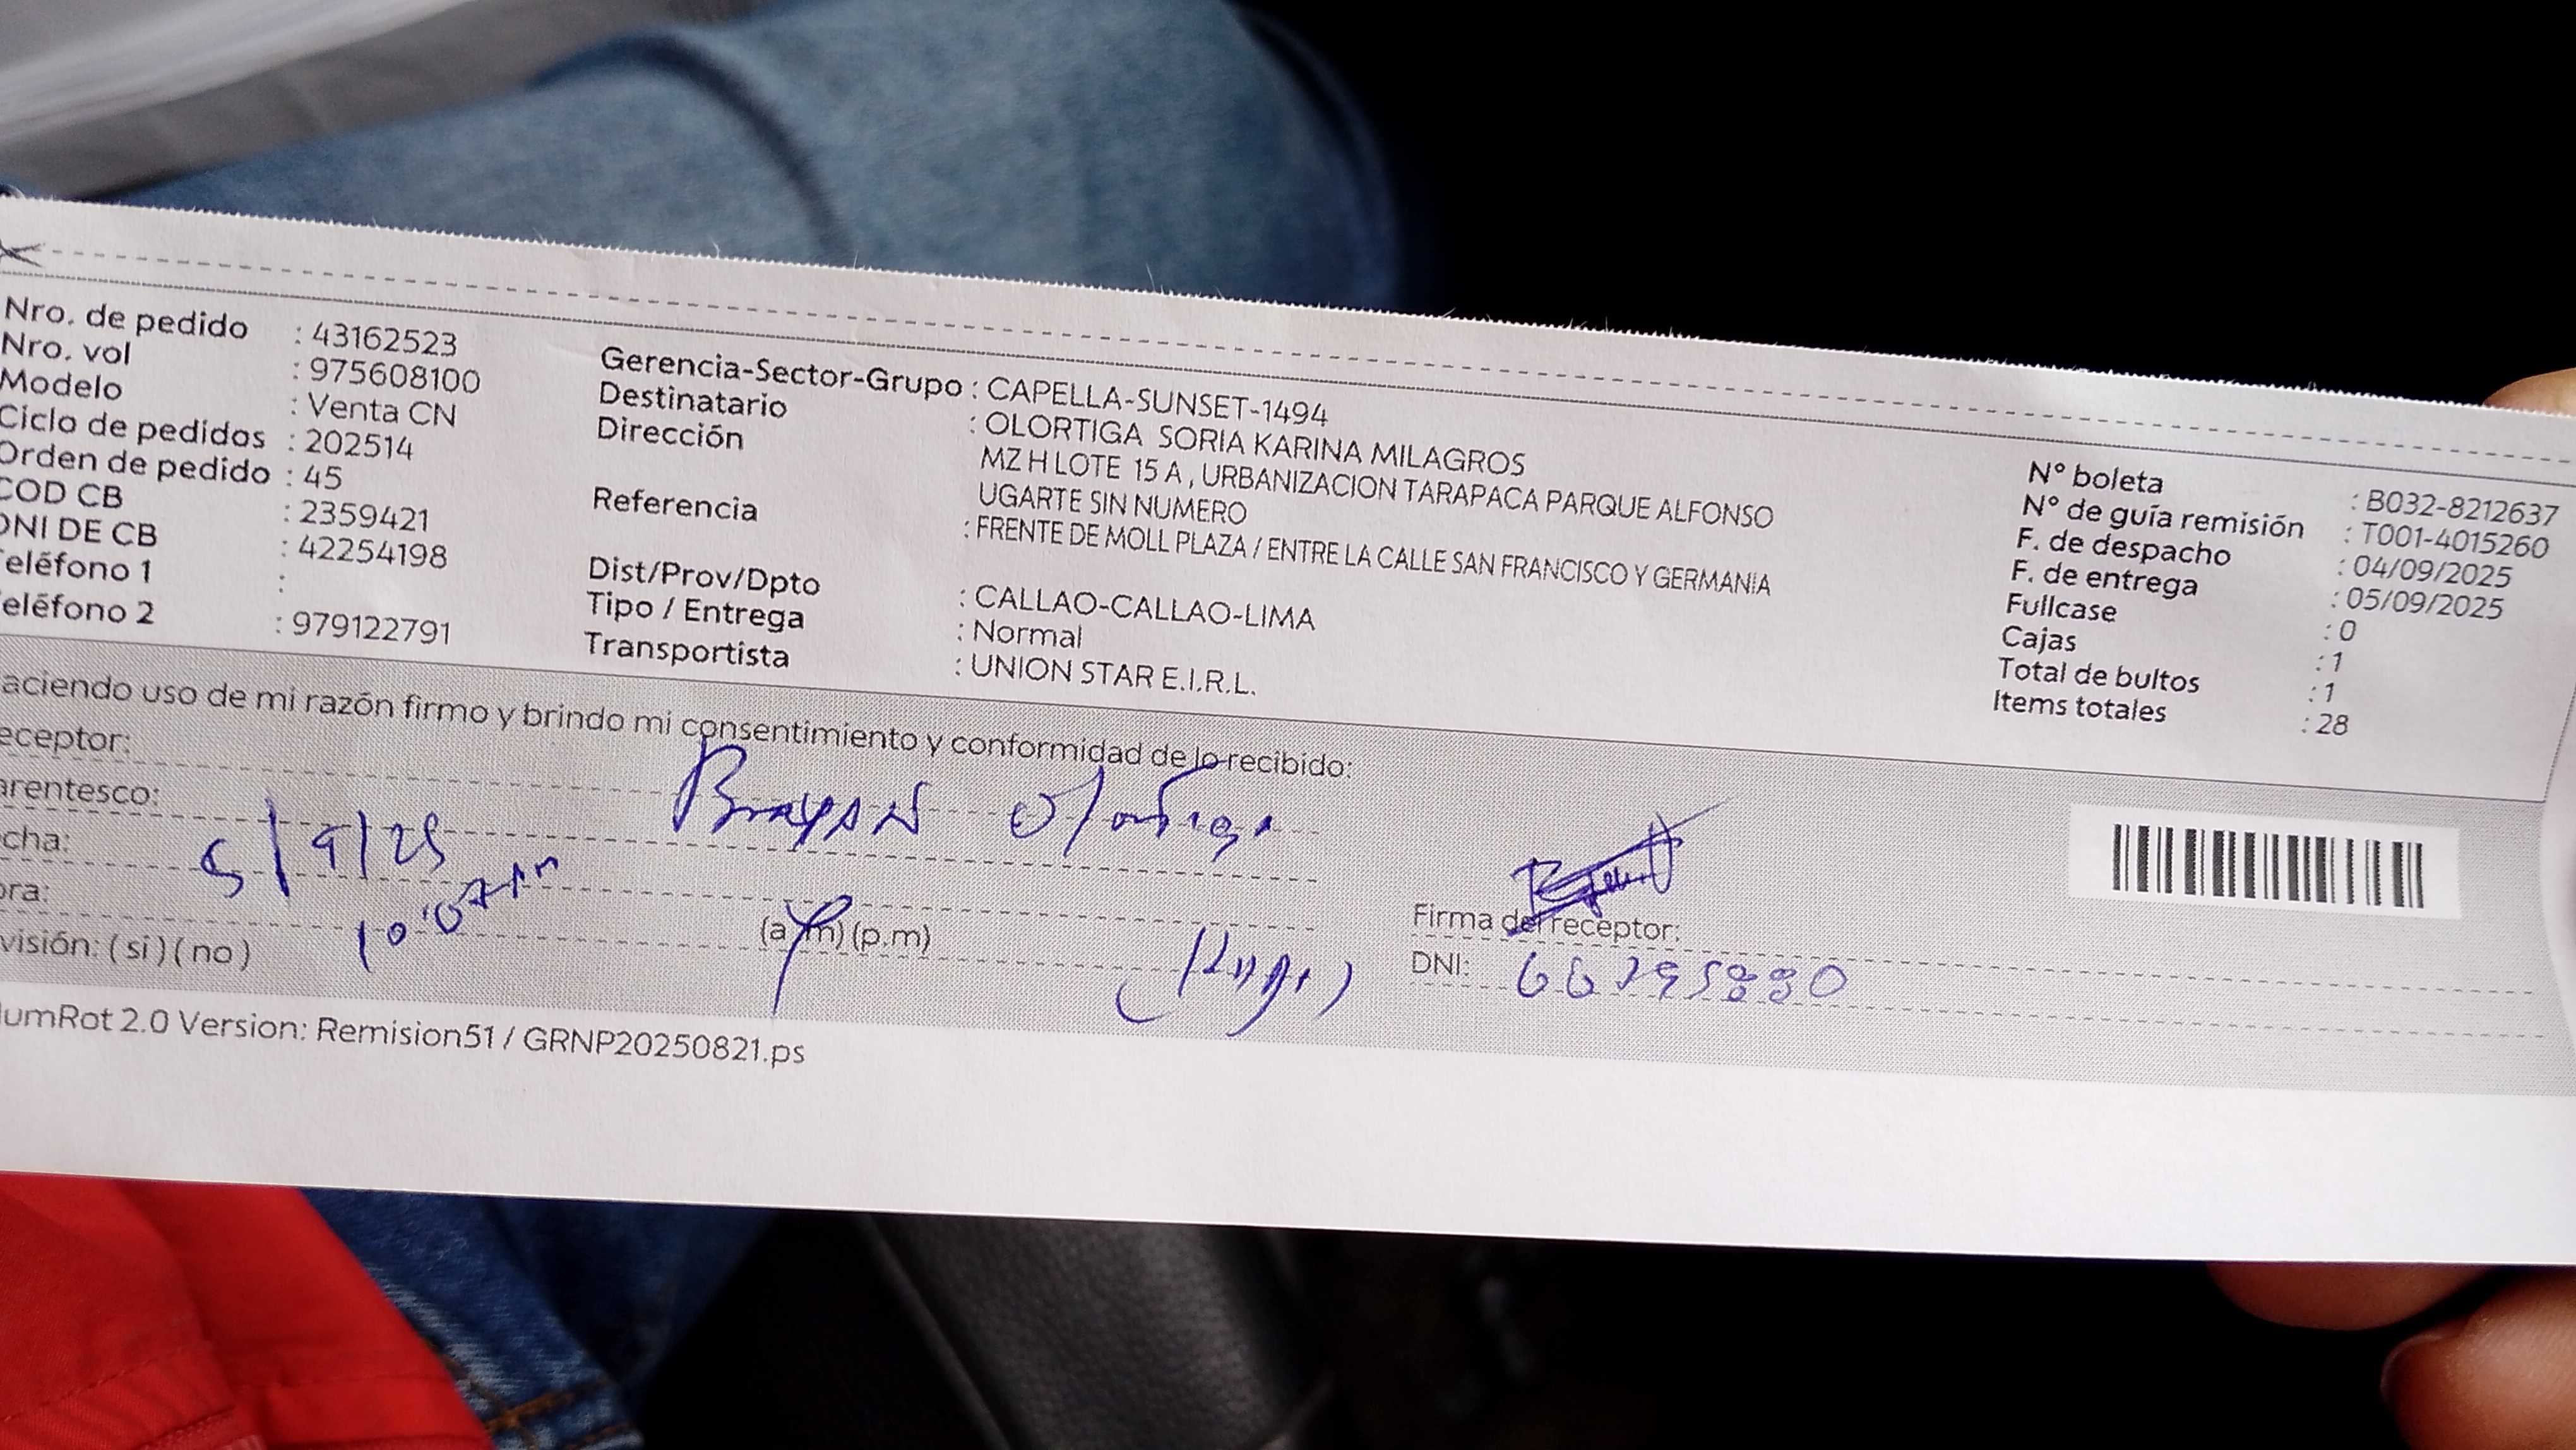 Nro. de pedido : 43162523
Nro. vol : 975608100
Modelo : Venta CN
Ciclo de pedidos : 202514
Orden de pedido : 45
COD CB : 2359421
DNI DE CB : 42254198
eléfono 1 :
eléfono 2 : 979122791
Gerencia-Sector-Grupo : CAPELLA-SUNSET-1494
Destinatario : OLORTIGA SORIA KARINA MILAGROS
Dirección MZ H LOTE 15 A , URBANIZACION TARAPACA PARQUE ALFONSO
UGARTE SIN NUMERO
Referencia : FRENTE DE MOLL PLAZA / ENTRE LA CALLE SAN FRANCISCO Y GERMANIA
Dist/Prov/Dpto : CALLAO-CALLAO-LIMA
Tipo / Entrega : Normal
Transportista : UNION STAR E.I.R.L.
N° boleta : B032-8212637
N° de guía remisión : T001-4015260
F. de despacho : 04/09/2025
F. de entrega : 05/09/2025
Fullcase : 0
Cajas : 1
Total de bultos : 1
Items totales : 28
aciendo uso de mi razón firmo y brindo mi consentimiento y conformidad de lo recibido:
eceptor: Brayan Olortiga
arentesco:
cha: 5/9/25
ora: 10:07 (a.m) (p.m)
visión: ( si ) ( no )
Firma del receptor:
DNI:
umRot 2.0 Version: Remision51 / GRNP20250821.ps